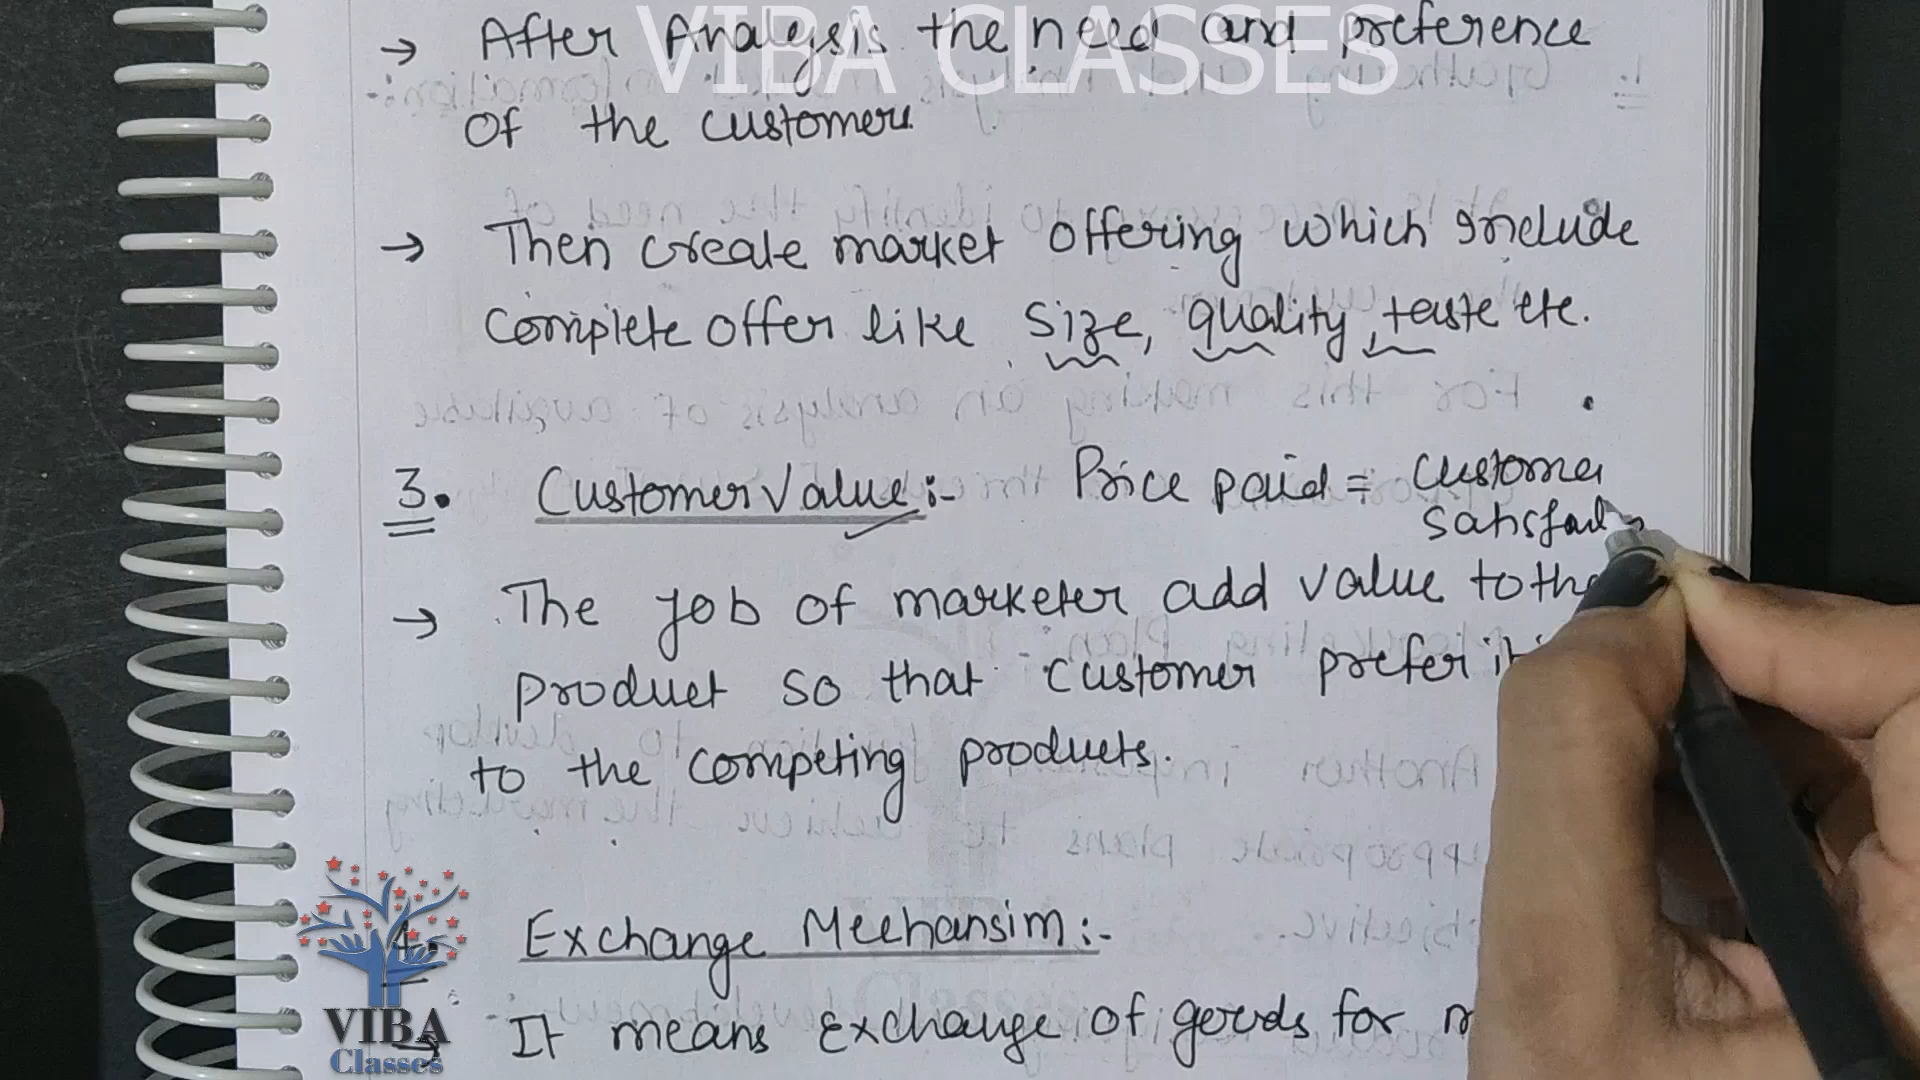 VIBA CLASSES
→ After Analysis the need and preference
of the customers.
→ Then create market offering which Include
complete offer like size, quality, taste etc.
3. Customer Value :- Price paid = customer
satisfac
→ The job of marketer add value to the
product so that customer prefer it
to the competing products.
4. Exchange Mechansim :-
→ It means exchange of goods for m
VIBA
Classes